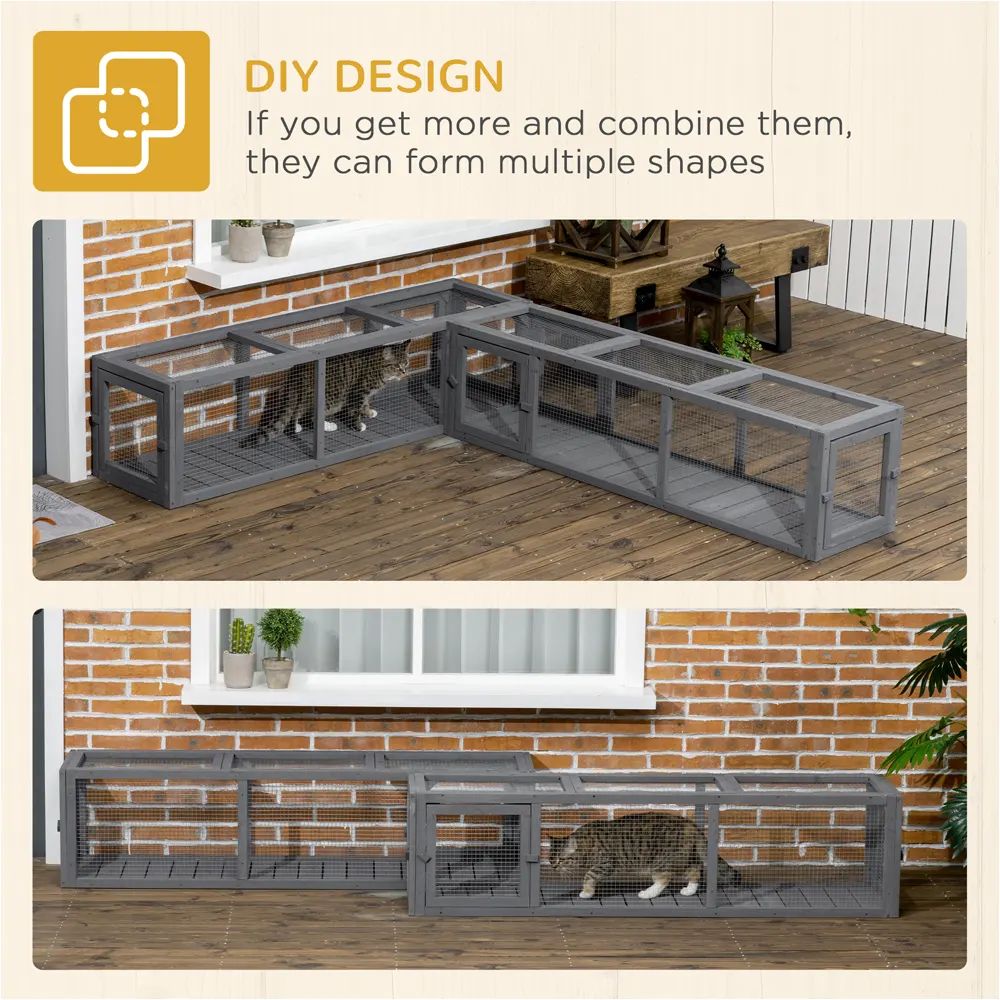 DIY DESIGN
If you get more and combine them,
they can form multiple shapes